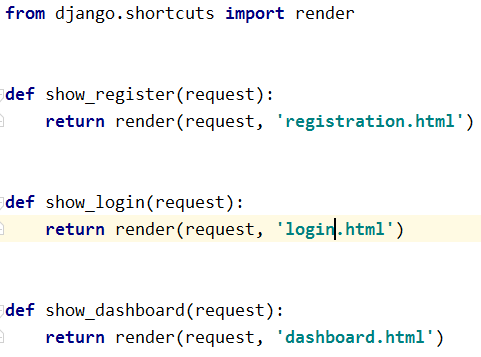 from django.shortcuts import render
def show_register(request):
    return render(request, 'registration.html')
def show_login(request):
    return render(request, 'login.html')
def show_dashboard(request):
    return render(request, 'dashboard.html')